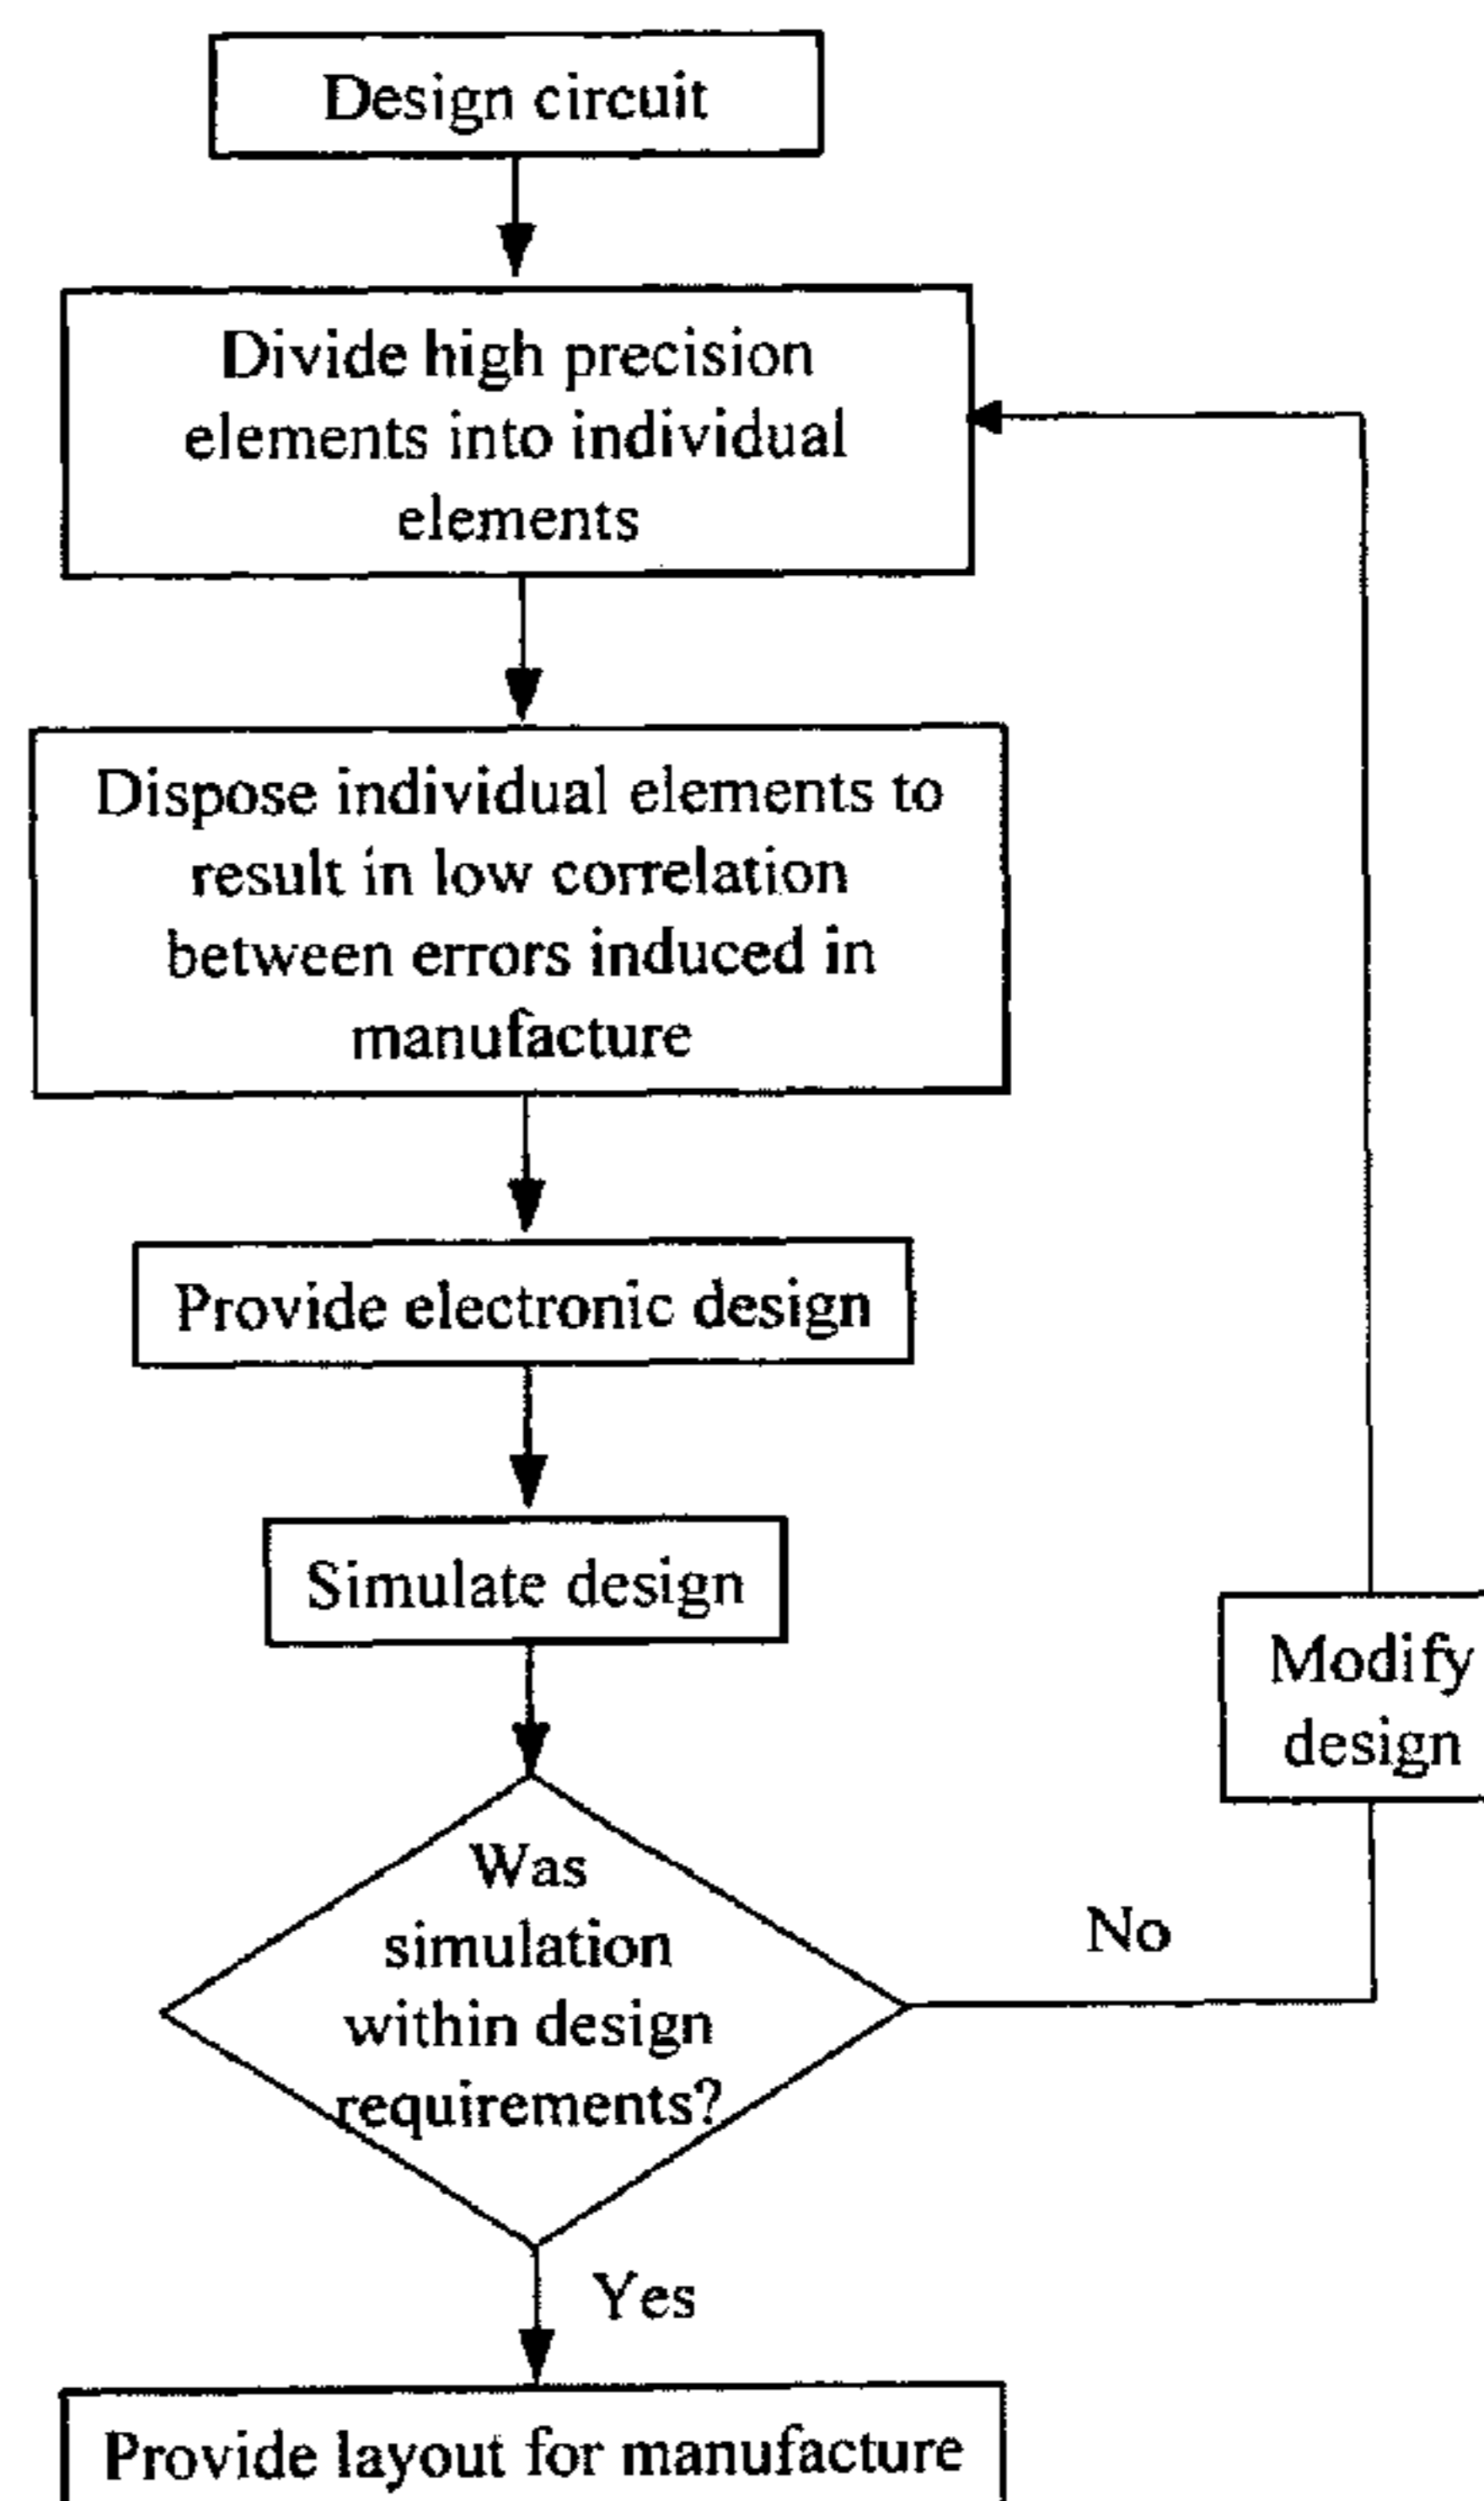 Design circuit
Divide high precision
elements into individual
elements
Dispose individual elements to
result in low correlation
between errors induced in
manufacture
Provide electronic design
Simulate design
Modify
design
Was
simulation
within design
requirements?
No
Yes
Provide layout for manufacture